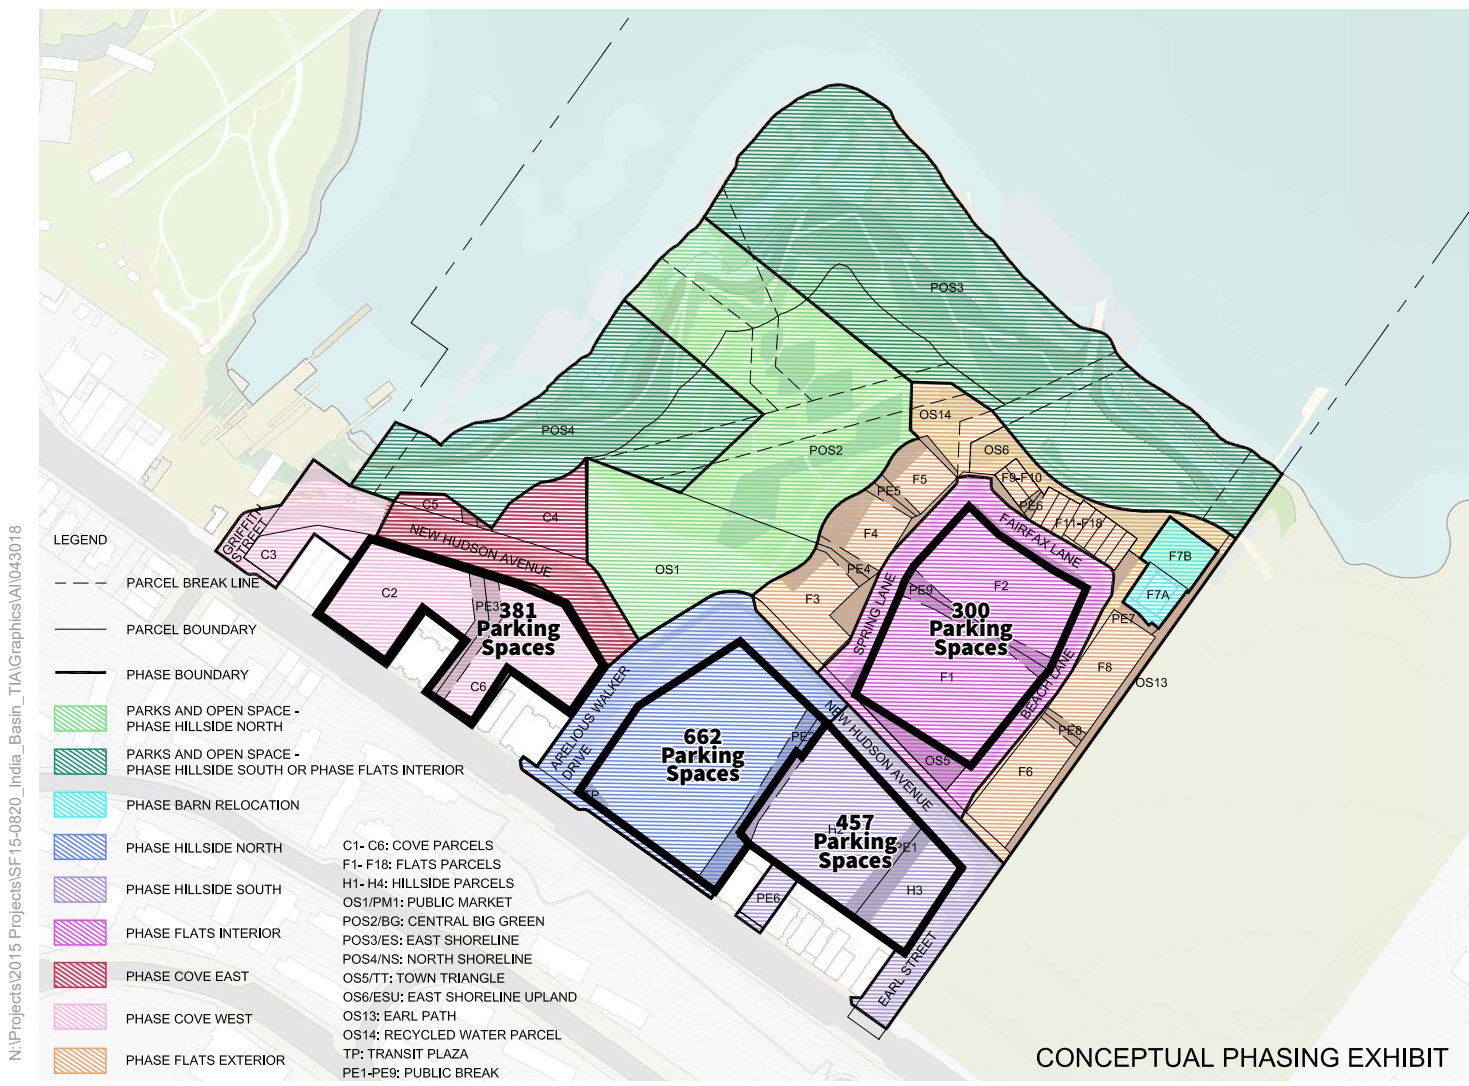 N:\Projects\2015 Projects\SF15-0820_India_Basin_TIA\Graphics\AI\043018
LEGEND
PARCEL BREAK LINE
PARCEL BOUNDARY
PHASE BOUNDARY
PARKS AND OPEN SPACE -
PHASE HILLSIDE NORTH
PARKS AND OPEN SPACE -
PHASE HILLSIDE SOUTH OR PHASE FLATS INTERIOR
PHASE BARN RELOCATION
PHASE HILLSIDE NORTH
PHASE HILLSIDE SOUTH
PHASE FLATS INTERIOR
PHASE COVE EAST
PHASE COVE WEST
PHASE FLATS EXTERIOR
C1- C6: COVE PARCELS
F1- F18: FLATS PARCELS
H1- H4: HILLSIDE PARCELS
OS1/PM1: PUBLIC MARKET
POS2/BG: CENTRAL BIG GREEN
POS3/ES: EAST SHORELINE
POS4/NS: NORTH SHORELINE
OS5/TT: TOWN TRIANGLE
OS6/ESU: EAST SHORELINE UPLAND
OS13: EARL PATH
OS14: RECYCLED WATER PARCEL
TP: TRANSIT PLAZA
PE1-PE9: PUBLIC BREAK
POS3
POS4
POS2
OS14
OS6
F5
PE5
F4
PE4
F3
F9-F10
PE6
F11-F18
F7B
F7A
PE7
F8
OS13
PE8
F6
FAIRFAX LANE
SPRING LANE
BEACH LANE
F2
PE9
300
Parking
Spaces
F1
OS5
OS1
C5
C4
NEW HUDSON AVENUE
GRIFFITH
STREET
C3
C2
PE3
381
Parking
Spaces
C6
ARELIOUS WALKER
DRIVE
NEW HUDSON AVENUE
662
Parking
Spaces
PE2
TP
H2
457
Parking
Spaces
PE1
H3
PE6
EARL STREET
CONCEPTUAL PHASING EXHIBIT